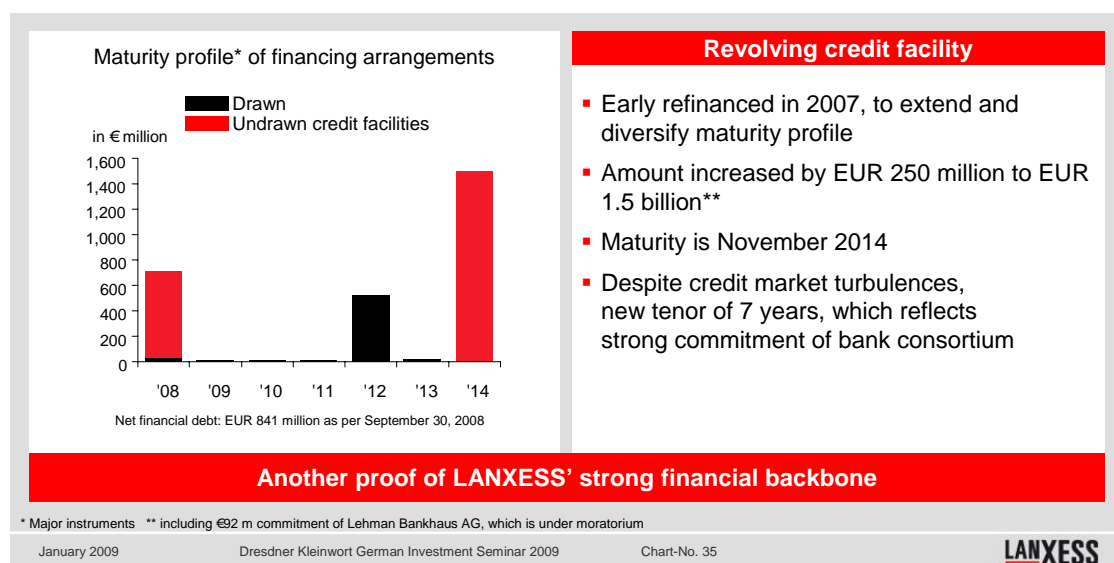 Maturity profile* of financing arrangements
Drawn
Undrawn credit facilities
in € million
1,600
1,400
1,200
1,000
800
600
400
200
0
'08 '09 '10 '11 '12 '13 '14
Net financial debt: EUR 841 million as per September 30, 2008
Revolving credit facility
▪ Early refinanced in 2007, to extend and
diversify maturity profile
▪ Amount increased by EUR 250 million to EUR
1.5 billion**
▪ Maturity is November 2014
▪ Despite credit market turbulences,
new tenor of 7 years, which reflects
strong commitment of bank consortium
Another proof of LANXESS' strong financial backbone
* Major instruments ** including €92 m commitment of Lehman Bankhaus AG, which is under moratorium
January 2009 Dresdner Kleinwort German Investment Seminar 2009 Chart-No. 35
LANXESS